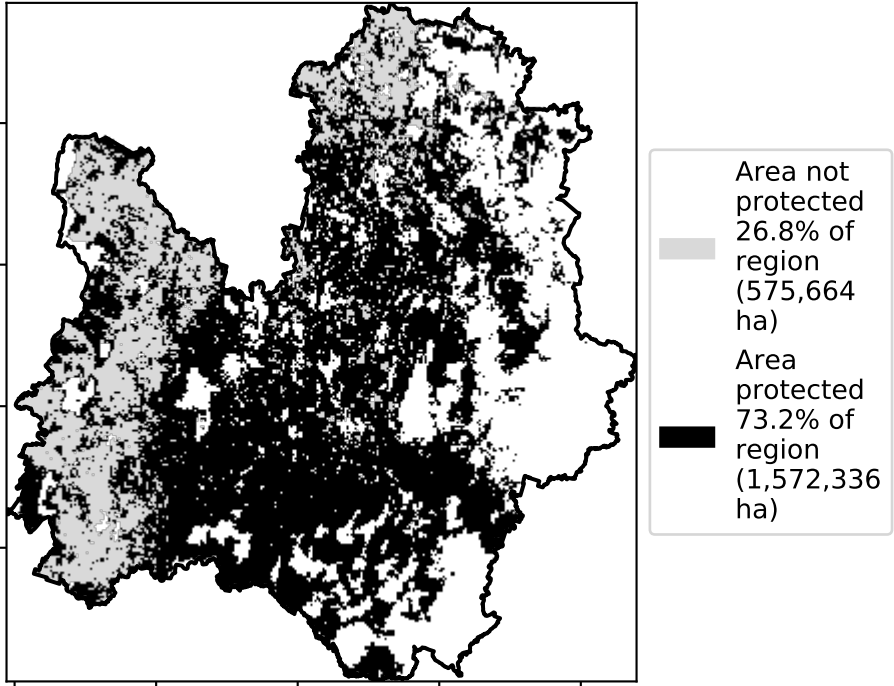 Area not
protected
26.8% of
region
(575,664
ha)
Area
protected
73.2% of
region
(1,572,336
ha)